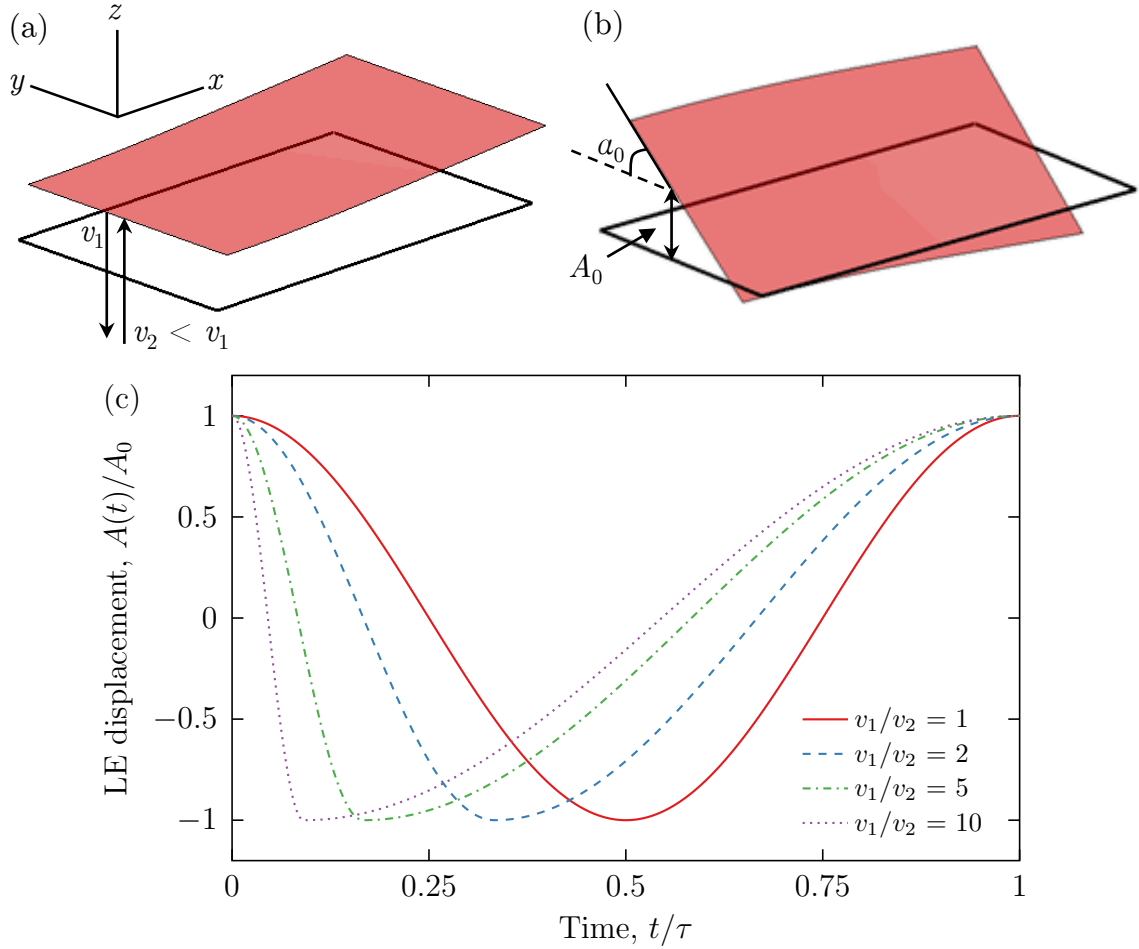 (a)
z
y
x
v₁
v₂ < v₁
(b)
a₀
A₀
(c)
LE displacement, A(t)/A₀
1
0.5
0
−0.5
−1
v₁/v₂ = 1
v₁/v₂ = 2
v₁/v₂ = 5
v₁/v₂ = 10
0
0.25
0.5
0.75
1
Time, t/τ